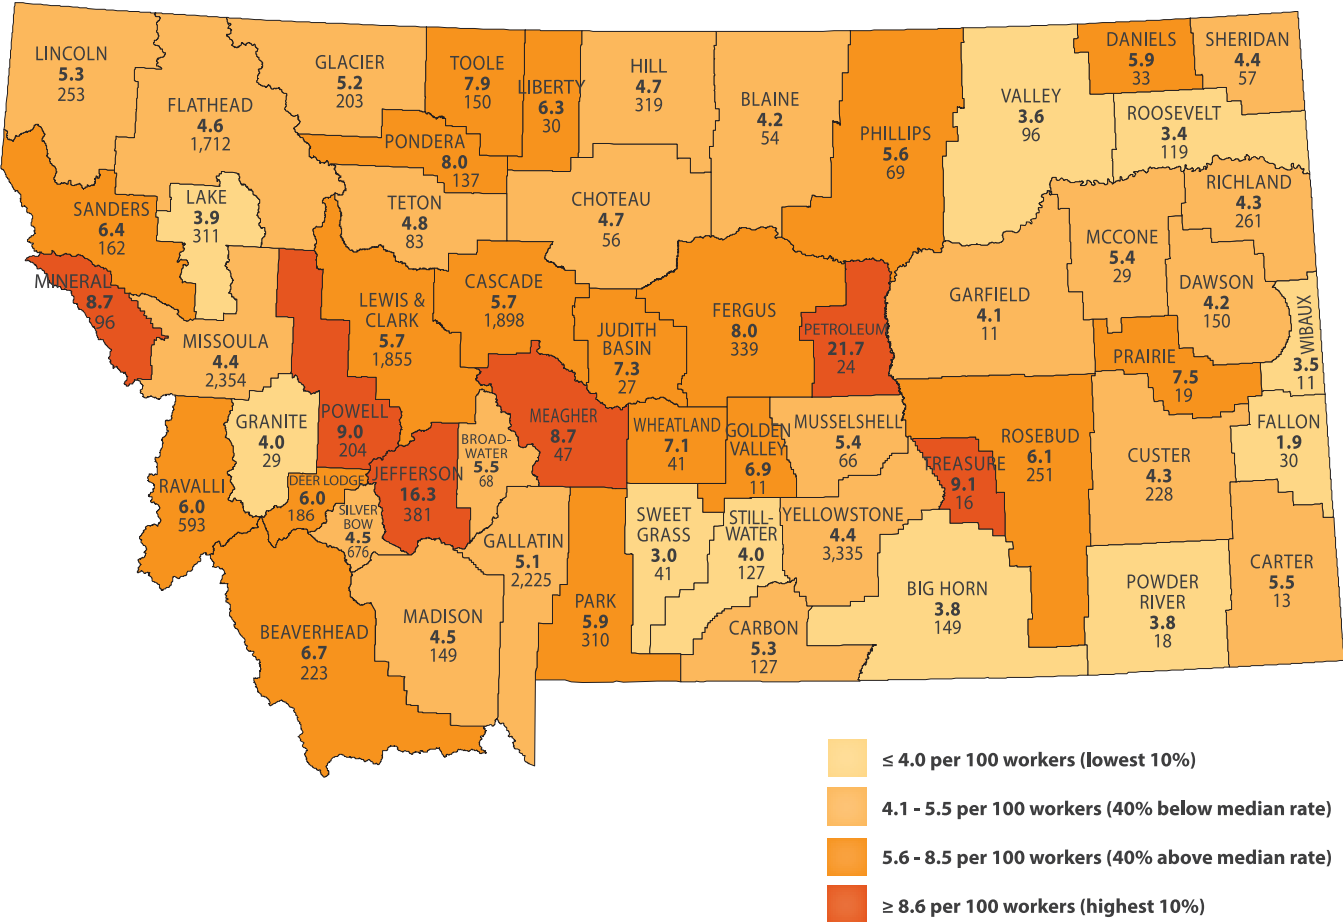 LINCOLN
5.3
253
FLATHEAD
4.6
1,712
GLACIER
5.2
203
TOOLE
7.9
150
LIBERTY
6.3
30
HILL
4.7
319
BLAINE
4.2
54
PHILLIPS
5.6
69
VALLEY
3.6
96
DANIELS
5.9
33
SHERIDAN
4.4
57
ROOSEVELT
3.4
119
PONDERA
8.0
137
SANDERS
6.4
162
LAKE
3.9
311
TETON
4.8
83
CHOTEAU
4.7
56
RICHLAND
4.3
261
MCCONE
5.4
29
DAWSON
4.2
150
GARFIELD
4.1
11
WIBAUX
3.5
11
MINERAL
8.7
96
MISSOULA
4.4
2,354
LEWIS &
CLARK
5.7
1,855
CASCADE
5.7
1,898
JUDITH
BASIN
7.3
27
FERGUS
8.0
339
PETROLEUM
21.7
24
PRAIRIE
7.5
19
GRANITE
4.0
29
POWELL
9.0
204
MEAGHER
8.7
47
WHEATLAND
7.1
41
GOLDEN
VALLEY
6.9
11
MUSSELSHELL
5.4
66
ROSEBUD
6.1
251
CUSTER
4.3
228
FALLON
1.9
30
RAVALLI
6.0
593
DEER LODGE
6.0
186
JEFFERSON
16.3
381
BROAD-
WATER
5.5
68
TREASURE
9.1
16
SILVER
BOW
4.5
676
GALLATIN
5.1
2,225
SWEET
GRASS
3.0
41
STILL-
WATER
4.0
127
YELLOWSTONE
4.4
3,335
BIG HORN
3.8
149
POWDER
RIVER
3.8
18
CARTER
5.5
13
BEAVERHEAD
6.7
223
MADISON
4.5
149
PARK
5.9
310
CARBON
5.3
127
≤ 4.0 per 100 workers (lowest 10%)
4.1 - 5.5 per 100 workers (40% below median rate)
5.6 - 8.5 per 100 workers (40% above median rate)
≥ 8.6 per 100 workers (highest 10%)